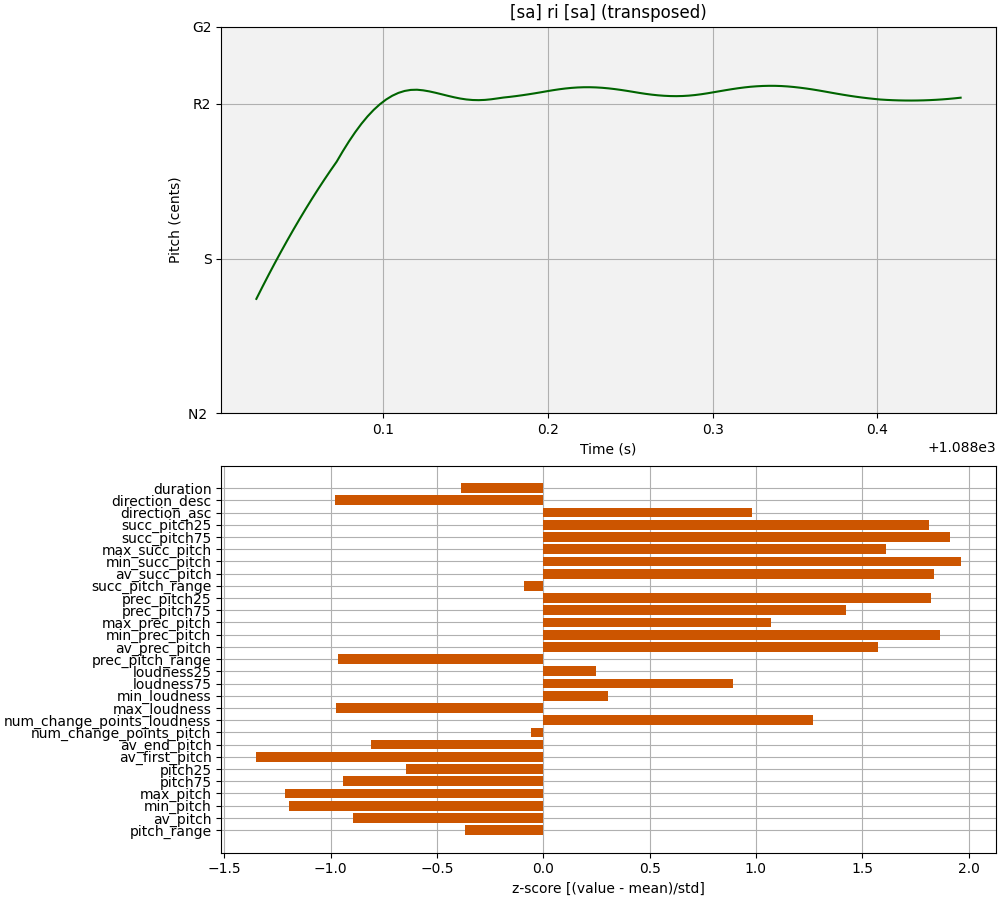 [sa] ri [sa] (transposed)
G2
R2
S
N2
Pitch (cents)
0.1 0.2 0.3 0.4
Time (s)
+1.088e3
duration
direction_desc
direction_asc
succ_pitch25
succ_pitch75
max_succ_pitch
min_succ_pitch
av_succ_pitch
succ_pitch_range
prec_pitch25
prec_pitch75
max_prec_pitch
min_prec_pitch
av_prec_pitch
prec_pitch_range
loudness25
loudness75
min_loudness
max_loudness
num_change_points_loudness
num_change_points_pitch
av_end_pitch
av_first_pitch
pitch25
pitch75
max_pitch
min_pitch
av_pitch
pitch_range
−1.5 −1.0 −0.5 0.0 0.5 1.0 1.5 2.0
z-score [(value - mean)/std]